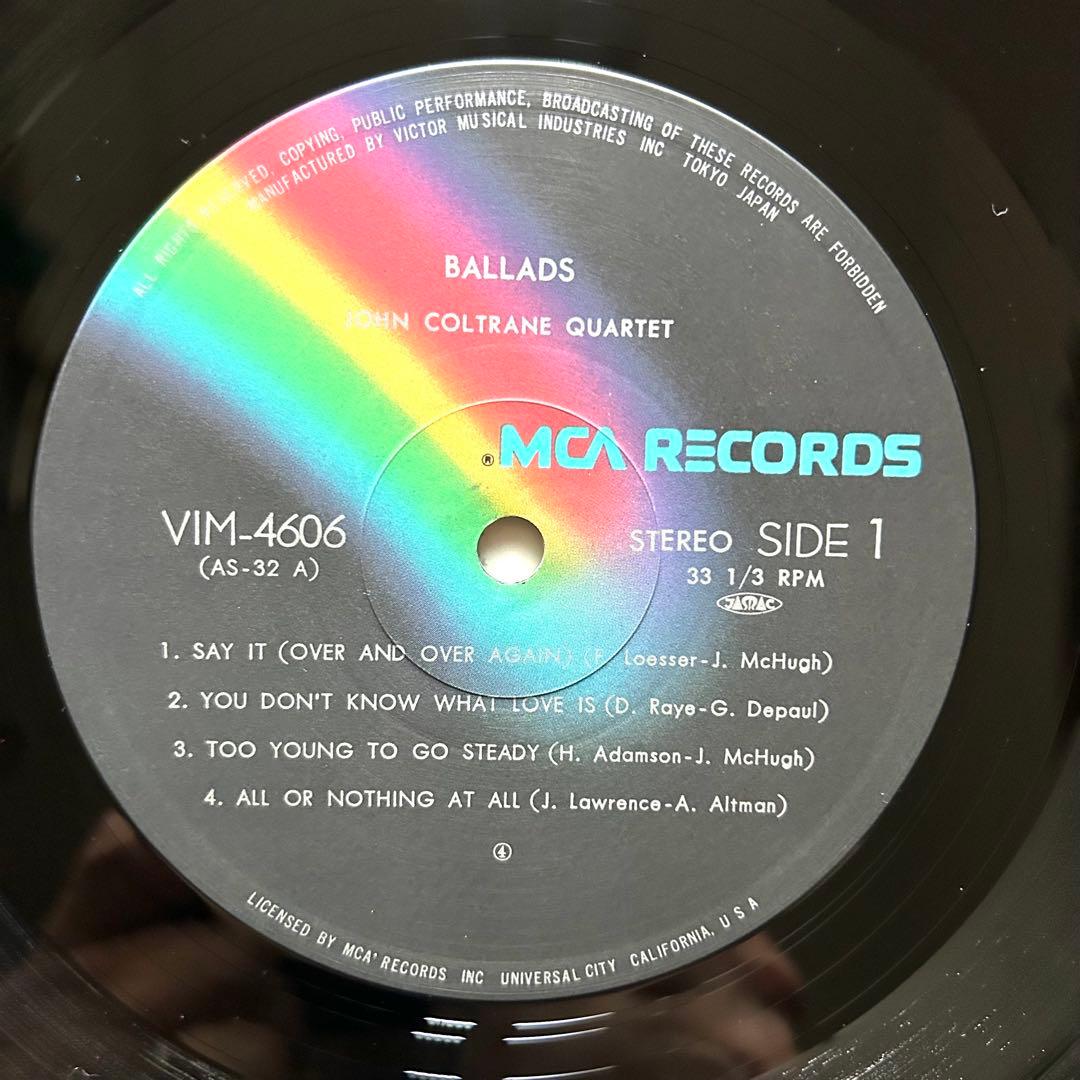 ALL RIGHTS RESERVED, COPYING, PUBLIC PERFORMANCE, BROADCASTING OF THESE RECORDS ARE FORBIDDEN
MANUFACTURED BY VICTOR MUSICAL INDUSTRIES INC TOKYO JAPAN
BALLADS
JOHN COLTRANE QUARTET
® MCA RECORDS
VIM-4606
(AS-32 A)
STEREO SIDE 1
33 1/3 RPM
JASRAC
1. SAY IT (OVER AND OVER AGAIN) (F. Loesser-J. McHugh)
2. YOU DON'T KNOW WHAT LOVE IS (D. Raye-G. Depaul)
3. TOO YOUNG TO GO STEADY (H. Adamson-J. McHugh)
4. ALL OR NOTHING AT ALL (J. Lawrence-A. Altman)
④
LICENSED BY MCA® RECORDS INC UNIVERSAL CITY CALIFORNIA, U S A